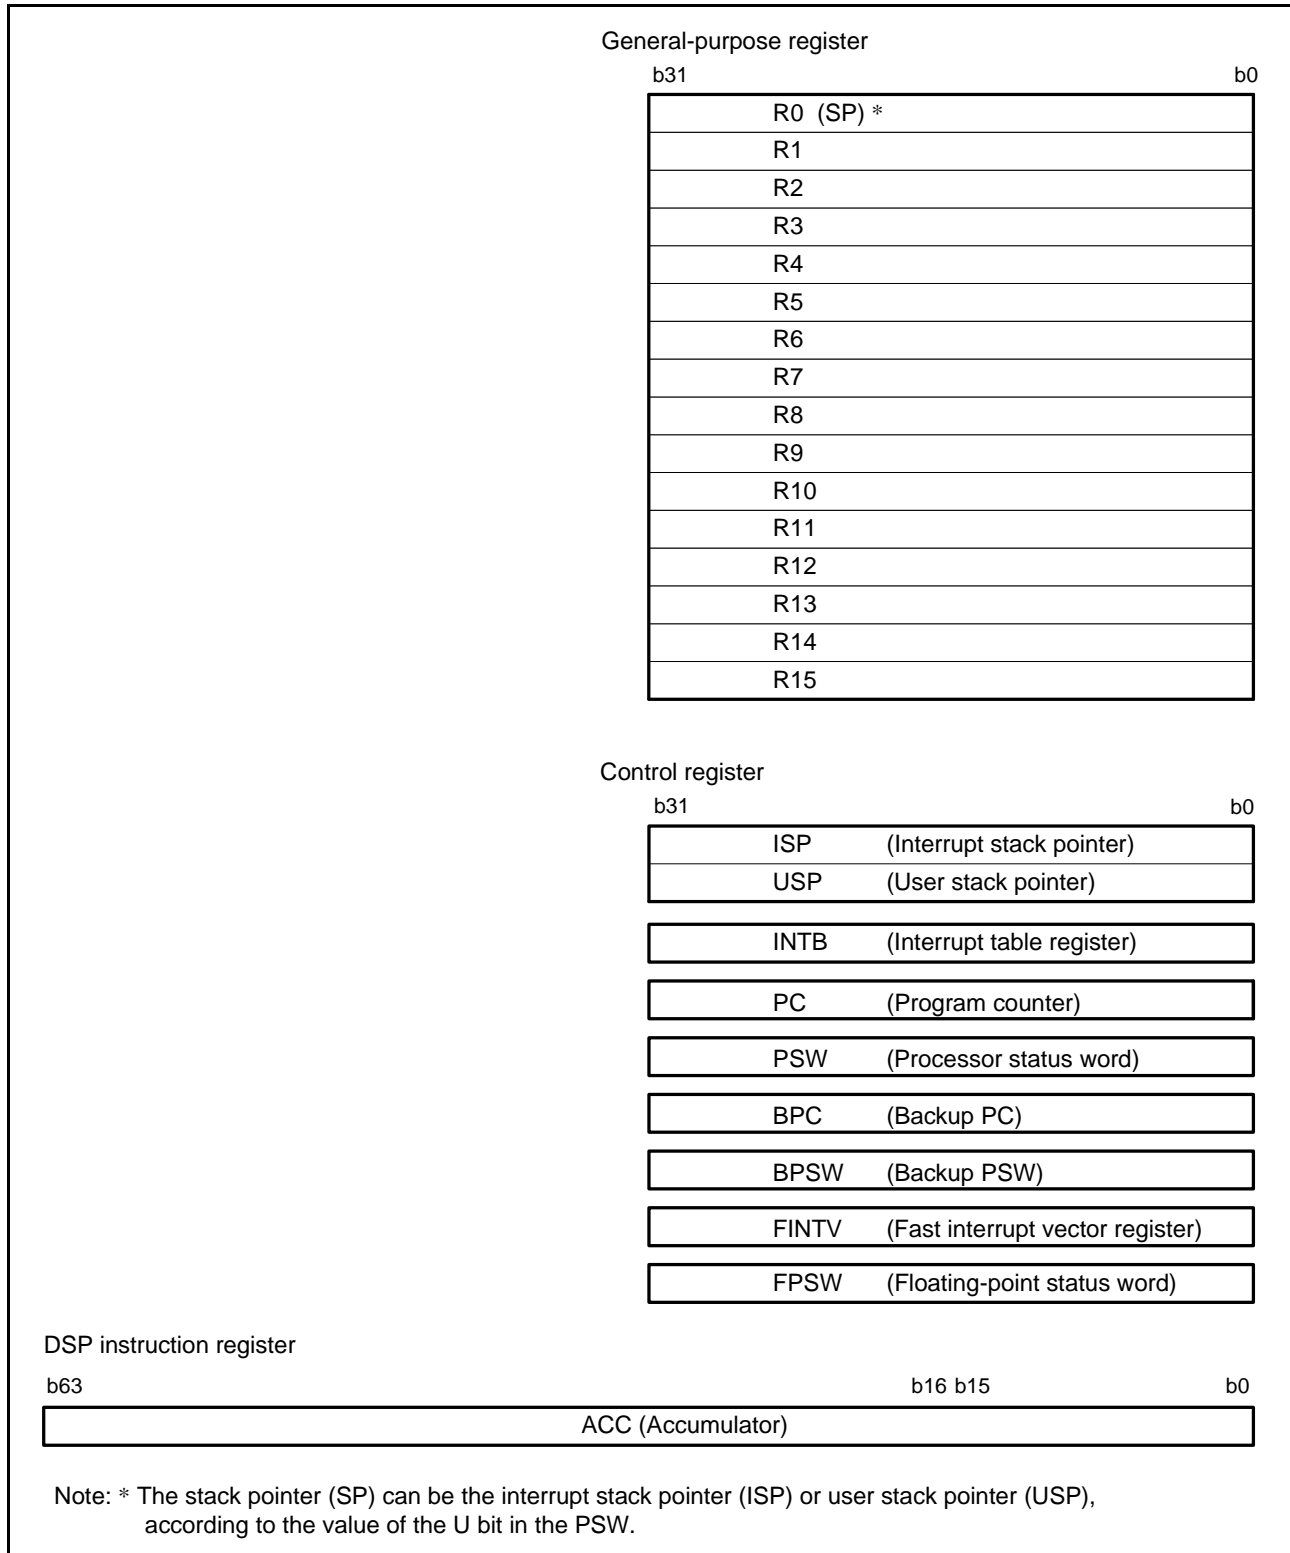 General-purpose register
b31 b0
R0 (SP) *
R1
R2
R3
R4
R5
R6
R7
R8
R9
R10
R11
R12
R13
R14
R15
Control register
b31 b0
ISP (Interrupt stack pointer)
USP (User stack pointer)
INTB (Interrupt table register)
PC (Program counter)
PSW (Processor status word)
BPC (Backup PC)
BPSW (Backup PSW)
FINTV (Fast interrupt vector register)
FPSW (Floating-point status word)
DSP instruction register
b63 b16 b15 b0
ACC (Accumulator)
Note: * The stack pointer (SP) can be the interrupt stack pointer (ISP) or user stack pointer (USP),
according to the value of the U bit in the PSW.